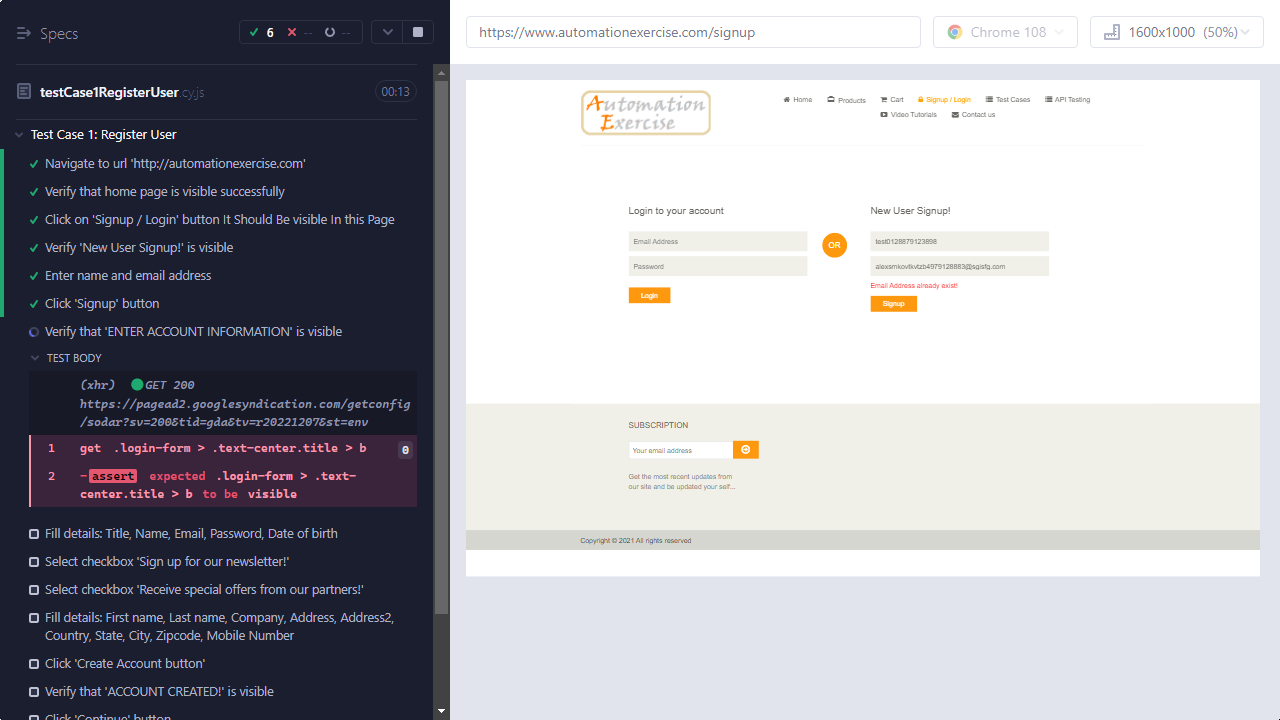 Specs
6
--
--
testCase1RegisterUser.cy.js
00:13
Test Case 1: Register User
Navigate to url 'http://automationexercise.com'
Verify that home page is visible successfully
Click on 'Signup / Login' button It Should Be visible In this Page
Verify 'New User Signup!' is visible
Enter name and email address
Click 'Signup' button
Verify that 'ENTER ACCOUNT INFORMATION' is visible
TEST BODY
(xhr) GET 200
https://pagead2.googlesyndication.com/getconfig
/sodar?sv=200&tid=gda&tv=r20221207&st=env
1 get .login-form > .text-center.title > b 0
2 -assert expected .login-form > .text-
center.title > b to be visible
Fill details: Title, Name, Email, Password, Date of birth
Select checkbox 'Sign up for our newsletter!'
Select checkbox 'Receive special offers from our partners!'
Fill details: First name, Last name, Company, Address, Address2,
Country, State, City, Zipcode, Mobile Number
Click 'Create Account button'
Verify that 'ACCOUNT CREATED!' is visible
Click 'Continue' button
https://www.automationexercise.com/signup
Chrome 108
1600x1000 (50%)
Automation
Exercise
Home
Products
Cart
Signup / Login
Test Cases
API Testing
Video Tutorials
Contact us
Login to your account
Email Address
Password
Login
OR
New User Signup!
test0128879123898
alexsmkovtkvtzb4979128883@sgisfg.com
Email Address already exist!
Signup
SUBSCRIPTION
Your email address
Get the most recent updates from
our site and be updated your self...
Copyright © 2021 All rights reserved